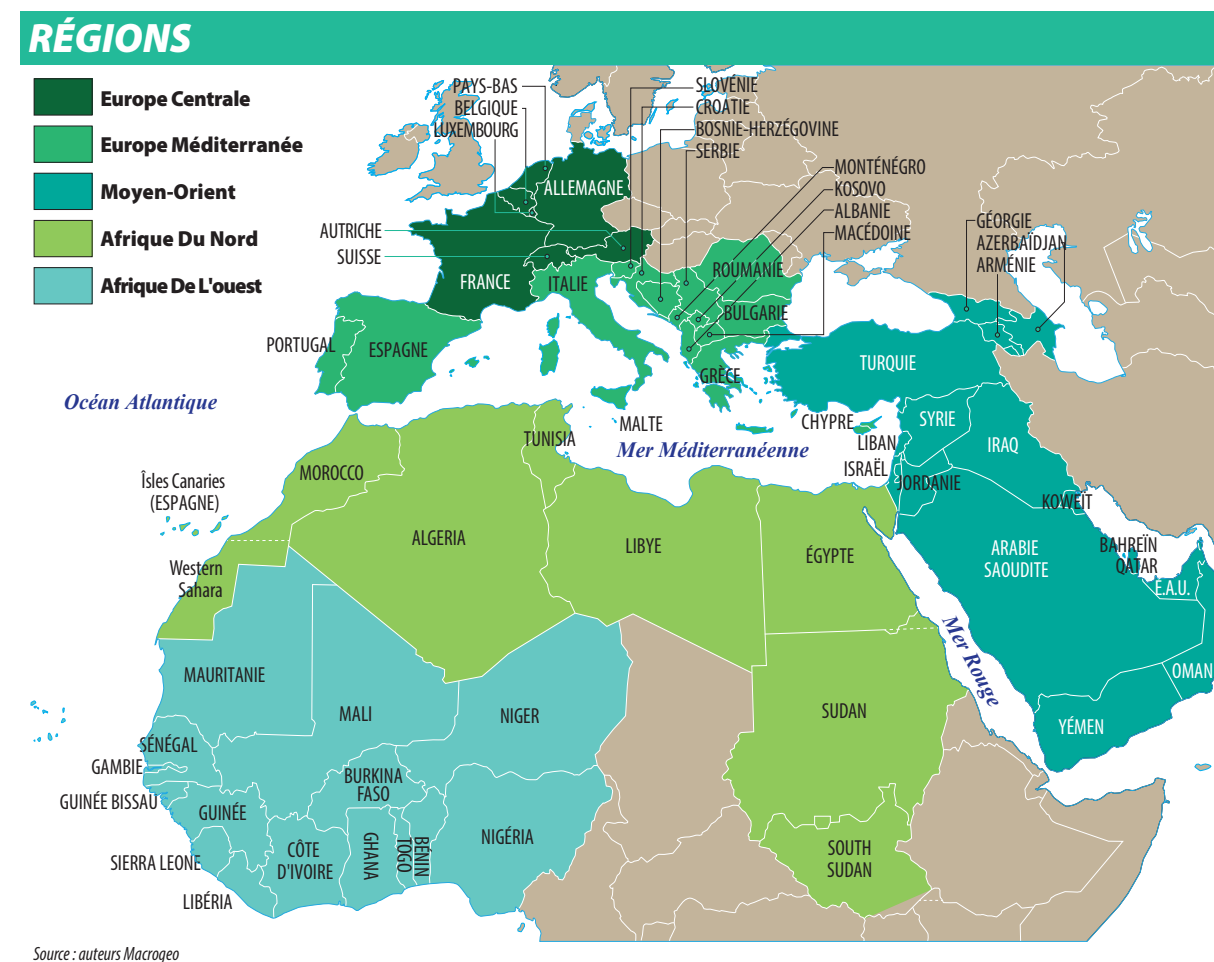 RÉGIONS
Europe Centrale
Europe Méditerranée
Moyen-Orient
Afrique Du Nord
Afrique De L'ouest
PAYS-BAS
BELGIQUE
LUXEMBOURG
SLOVÉNIE
CROATIE
BOSNIE-HERZÉGOVINE
SERBIE
MONTÉNÉGRO
KOSOVO
ALBANIE
MACÉDOINE
GÉORGIE
AZERBAÏDJAN
ARMÉNIE
ALLEMAGNE
AUTRICHE
SUISSE
FRANCE
ITALIE
ROUMANIE
BULGARIE
PORTUGAL
ESPAGNE
GRÈCE
TURQUIE
Océan Atlantique
MALTE
CHYPRE
SYRIE
TUNISIA
Mer Méditerranéenne
LIBAN
IRAQ
MOROCCO
ISRAËL
JORDANIE
Îsles Canaries
(ESPAGNE)
KOWEÏT
ALGERIA
LIBYE
ÉGYPTE
ARABIE
SAOUDITE
BAHREÏN
QATAR
E.A.U.
Western
Sahara
Mer Rouge
OMAN
MAURITANIE
MALI
NIGER
SUDAN
YÉMEN
SÉNÉGAL
GAMBIE
BURKINA
FASO
GUINÉE BISSAU
GUINÉE
NIGÉRIA
CÔTE
D'IVOIRE
GHANA
TOGO
BÉNIN
SOUTH
SUDAN
SIERRA LEONE
LIBÉRIA
Source : auteurs Macrogeo